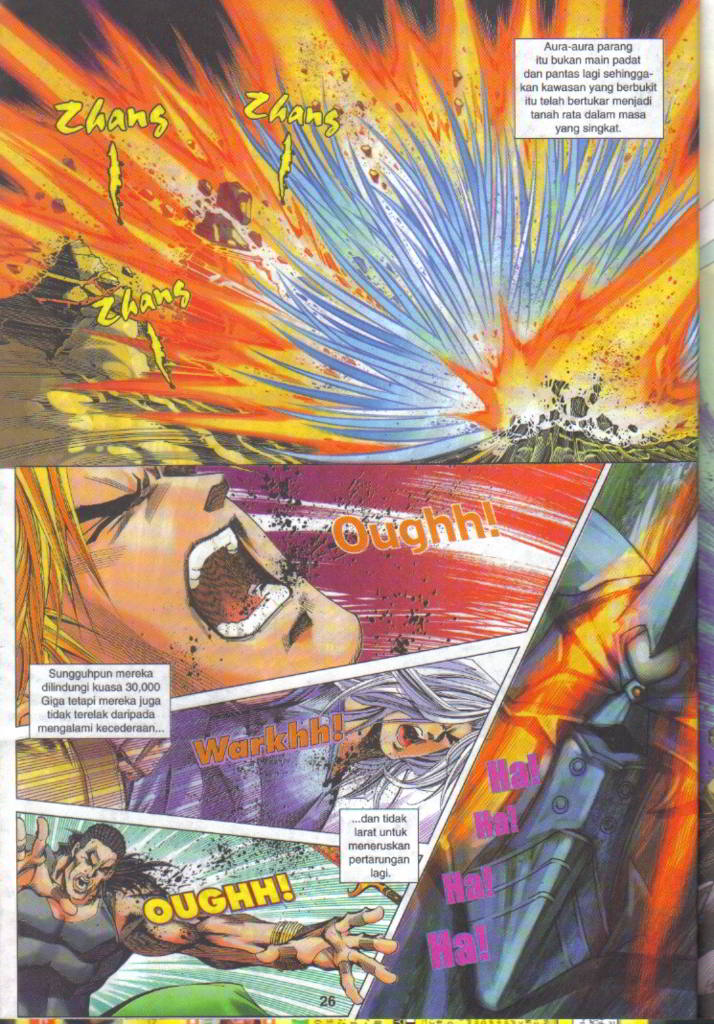 Aura-aura parang
itu bukan main padat
dan pantas lagi sehingga-
kan kawasan yang berbukit
itu telah bertukar menjadi
tanah rata dalam masa
yang singkat.
Zhang
Zhang
Zhang
Oughh!
Sungguhpun mereka
dilindungi kuasa 30,000
Giga tetapi mereka juga
tidak terelak daripada
mengalami kecederaan...
Warkhh!
...dan tidak
larat untuk
meneruskan
pertarungan
lagi.
OUGHH!
Ha!
Ha!
Ha!
Ha!
26